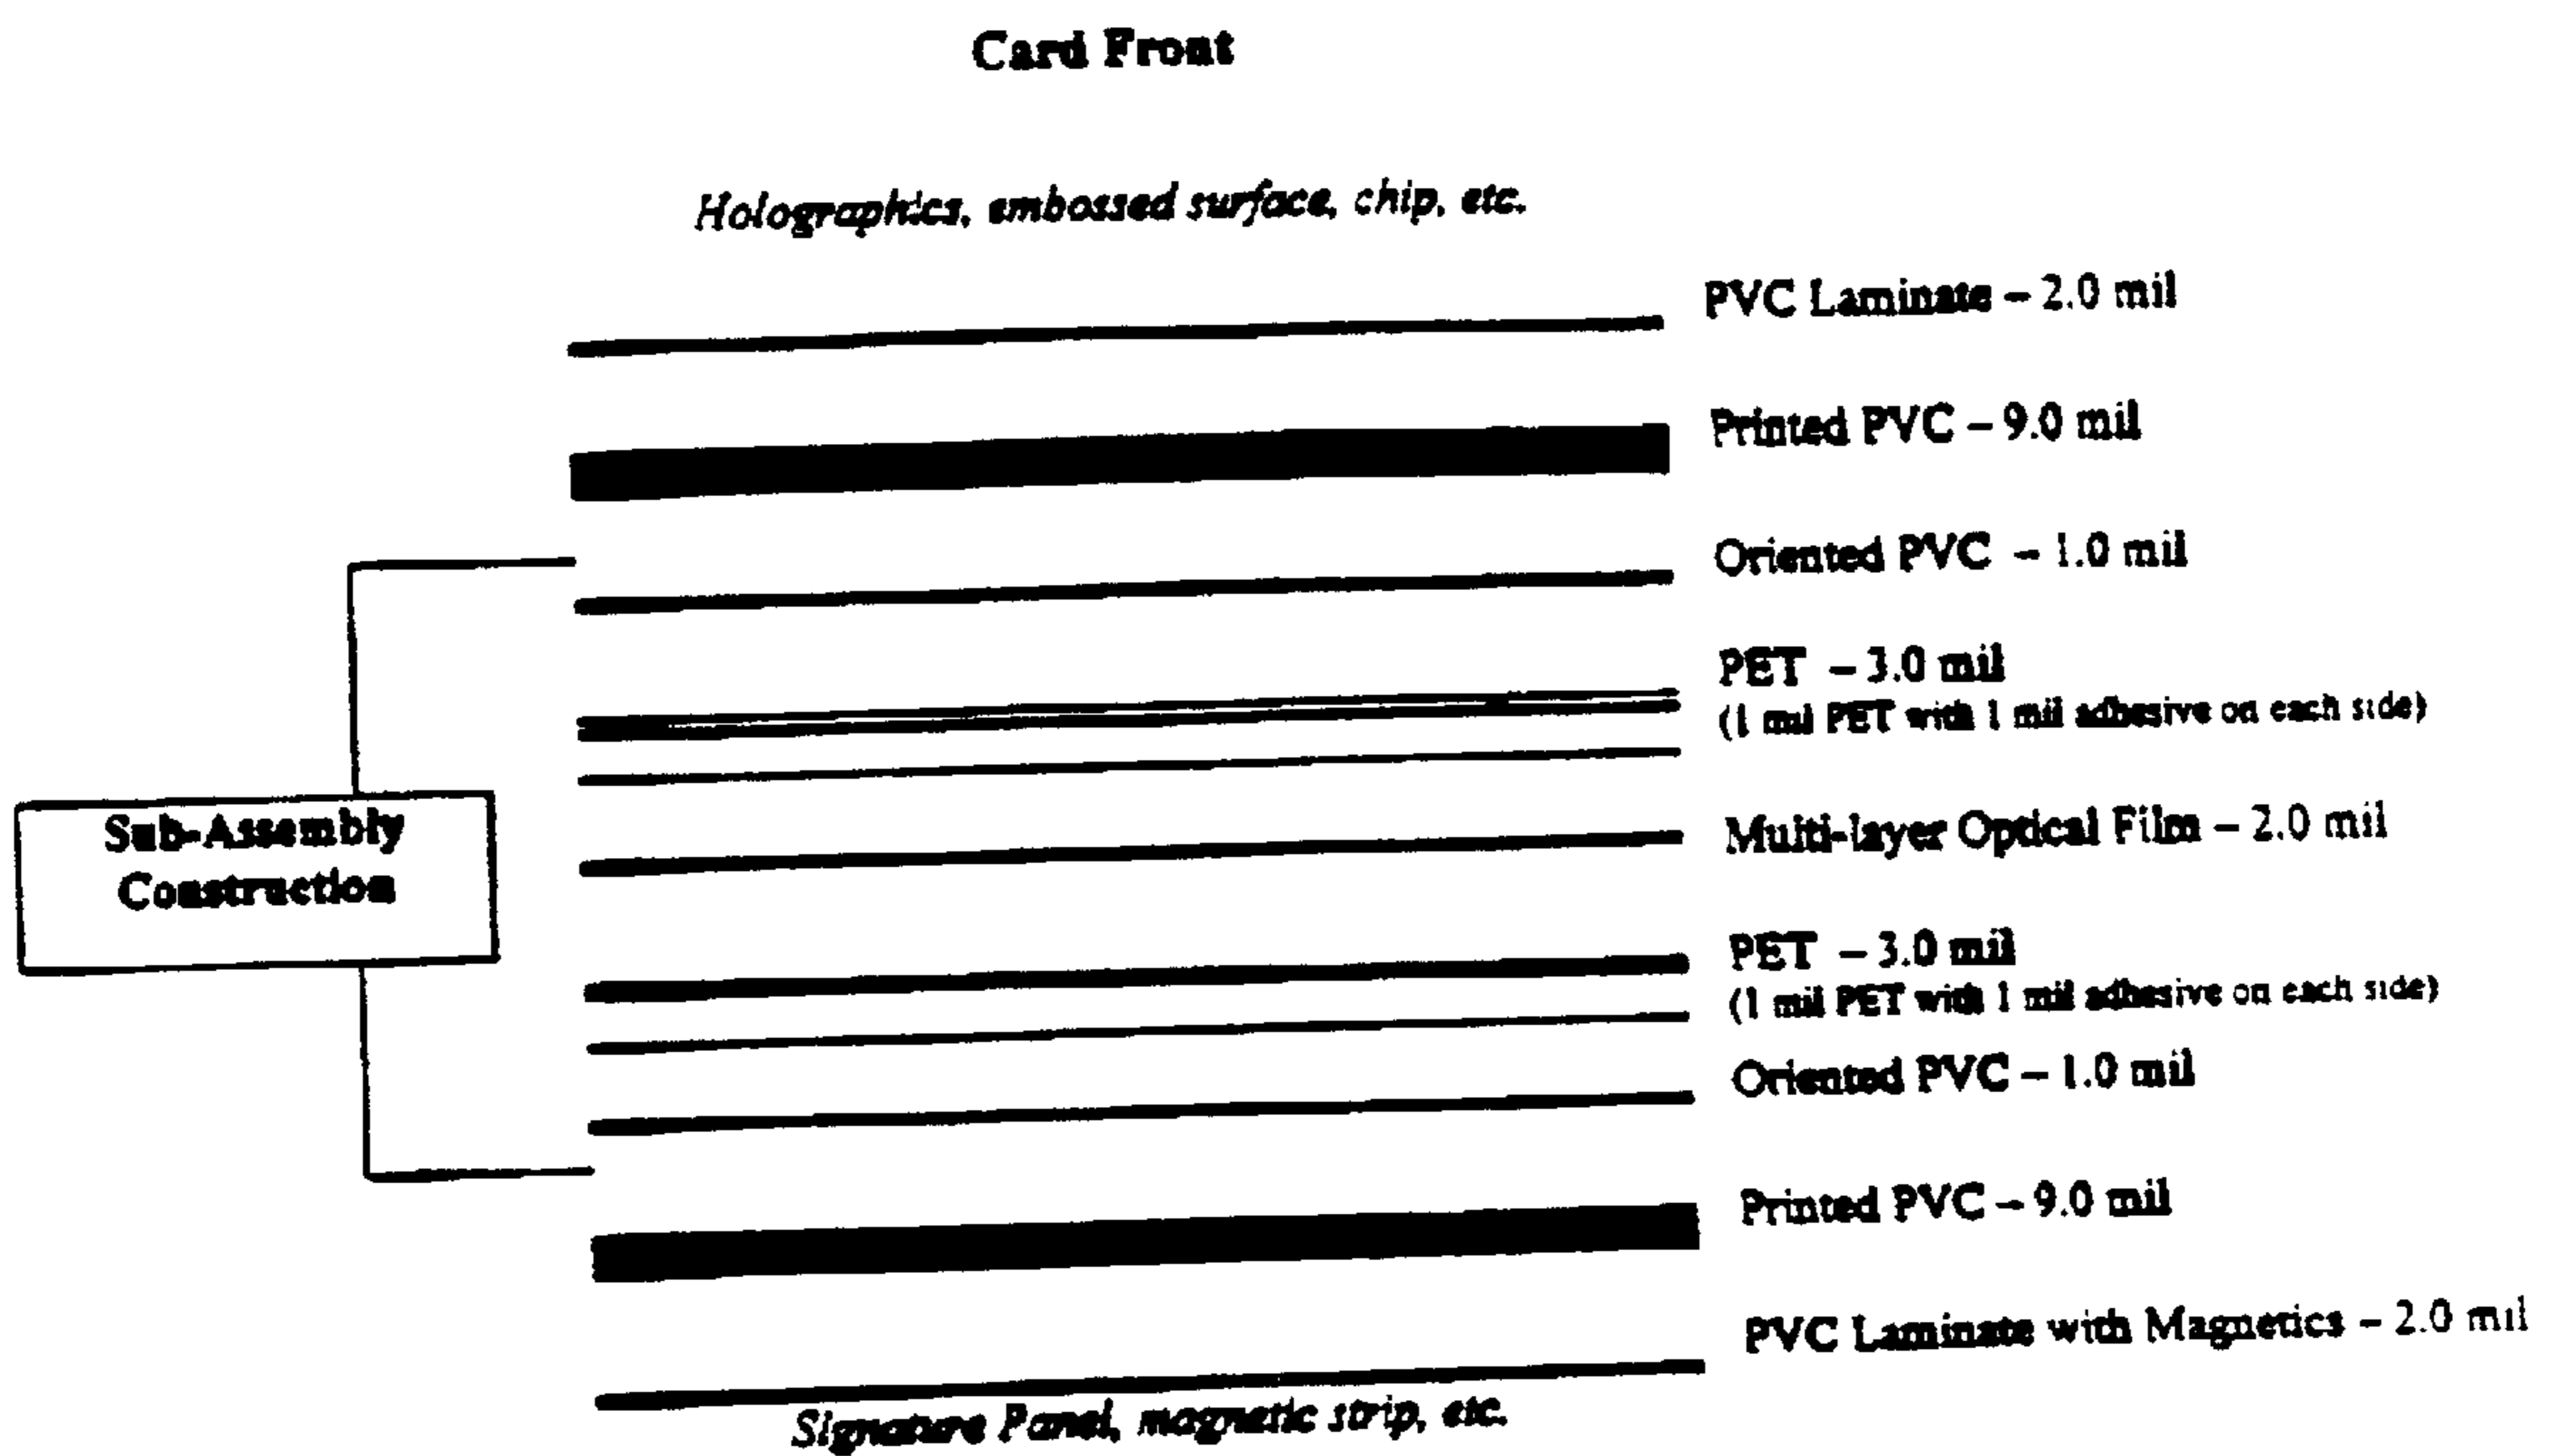 Card Front
Holographics, embossed surface, chip, etc.
PVC Laminate – 2.0 mil
Printed PVC – 9.0 mil
Oriented PVC – 1.0 mil
PET – 3.0 mil
(1 mil PET with 1 mil adhesive on each side)
Sub-Assembly
Construction
Multi-layer Optical Film – 2.0 mil
PET – 3.0 mil
(1 mil PET with 1 mil adhesive on each side)
Oriented PVC – 1.0 mil
Printed PVC – 9.0 mil
PVC Laminate with Magnetics – 2.0 mil
Signature Panel, magnetic strip, etc.